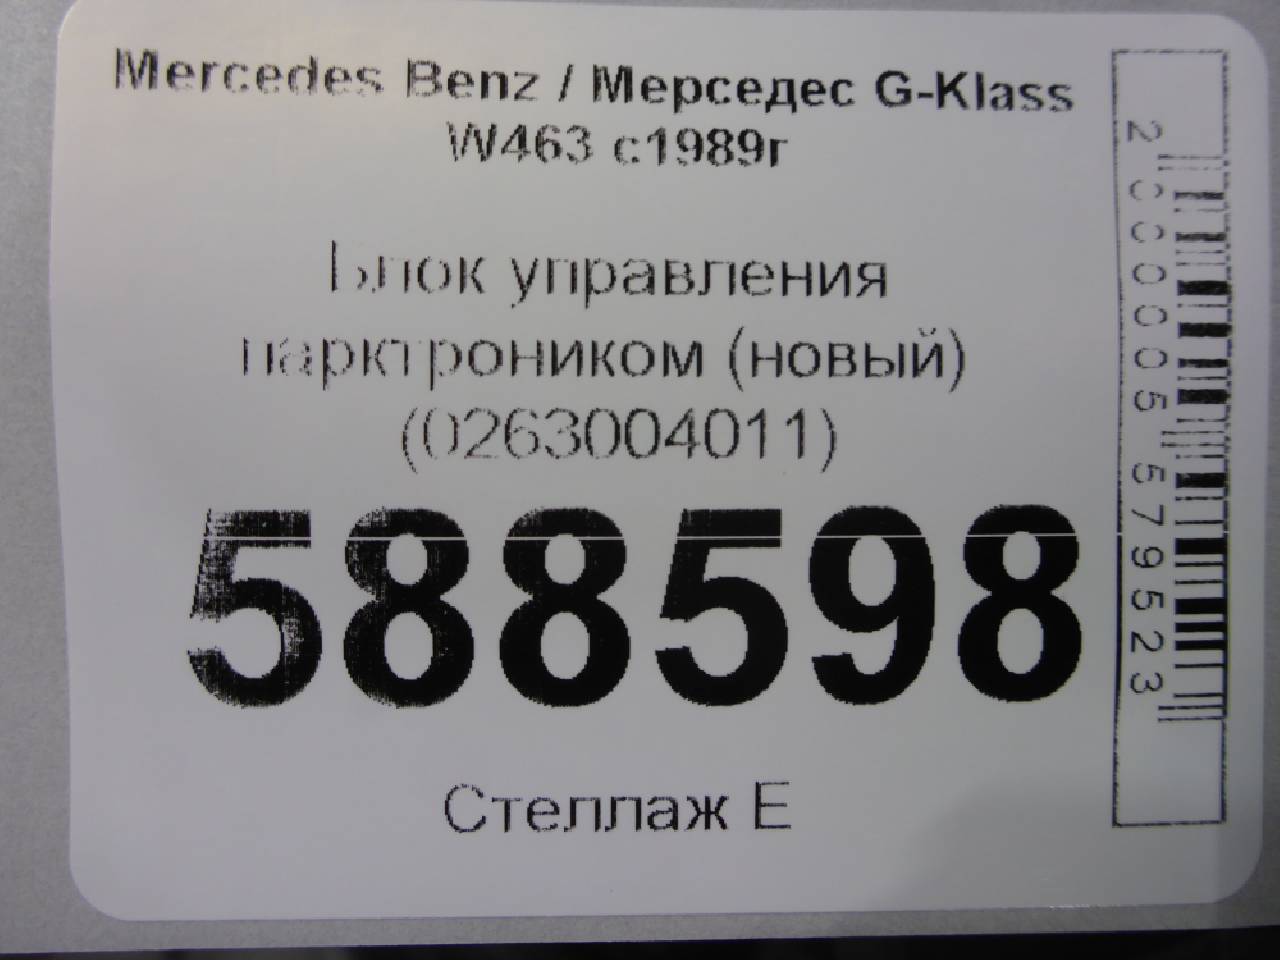 Mercedes Benz / Мерседес G-Klass
W463 с1989г
Блок управления
парктроником (новый)
(0263004011)
588598
Стеллаж Е
2000005579523